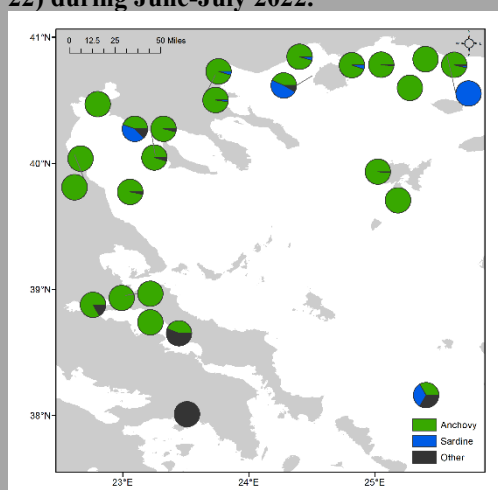 22) during June-July 2022.
41°N
0 12.5 25 50 Miles
40°N
39°N
38°N
Anchovy
Sardine
Other
23°E 24°E 25°E